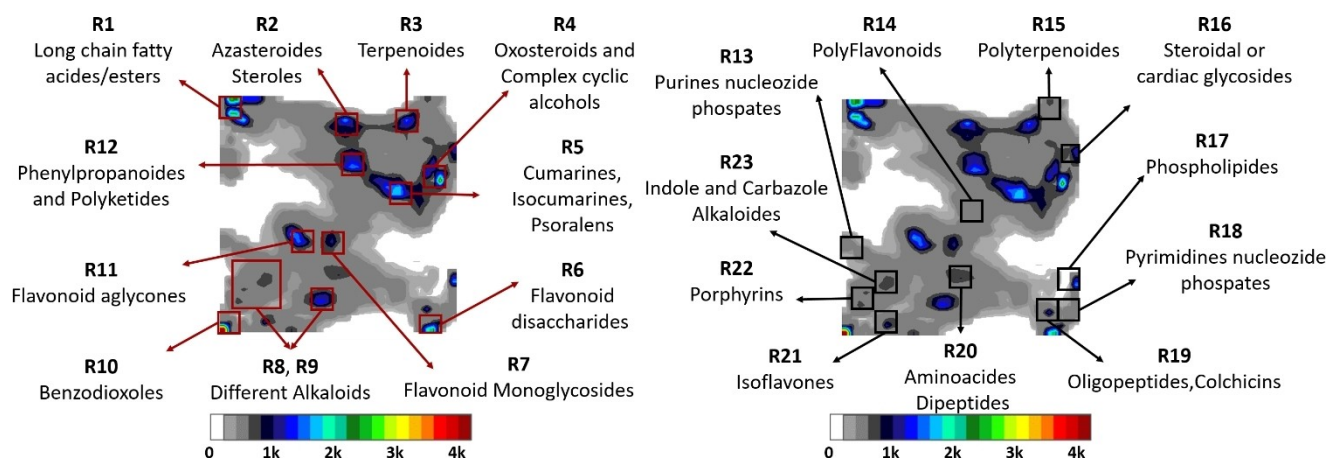 R1
Long chain fatty
acides/esters
R2
Azasteroides
Steroles
R3
Terpenoides
R4
Oxosteroids and
Complex cyclic
alcohols
R12
Phenylpropanoides
and Polyketides
R5
Cumarines,
Isocumarines,
Psoralens
R11
Flavonoid aglycones
R6
Flavonoid
disaccharides
R10
Benzodioxoles
R8, R9
Different Alkaloids
R7
Flavonoid Monoglycosides
0 1k 2k 3k 4k
R14
PolyFlavonoids
R15
Polyterpenoides
R16
Steroidal or
cardiac glycosides
R13
Purines nucleozide
phospates
R17
Phospholipides
R23
Indole and Carbazole
Alkaloides
R18
Pyrimidines nucleozide
phospates
R22
Porphyrins
R21
Isoflavones
R20
Aminoacides
Dipeptides
R19
Oligopeptides,Colchicins
0 1k 2k 3k 4k